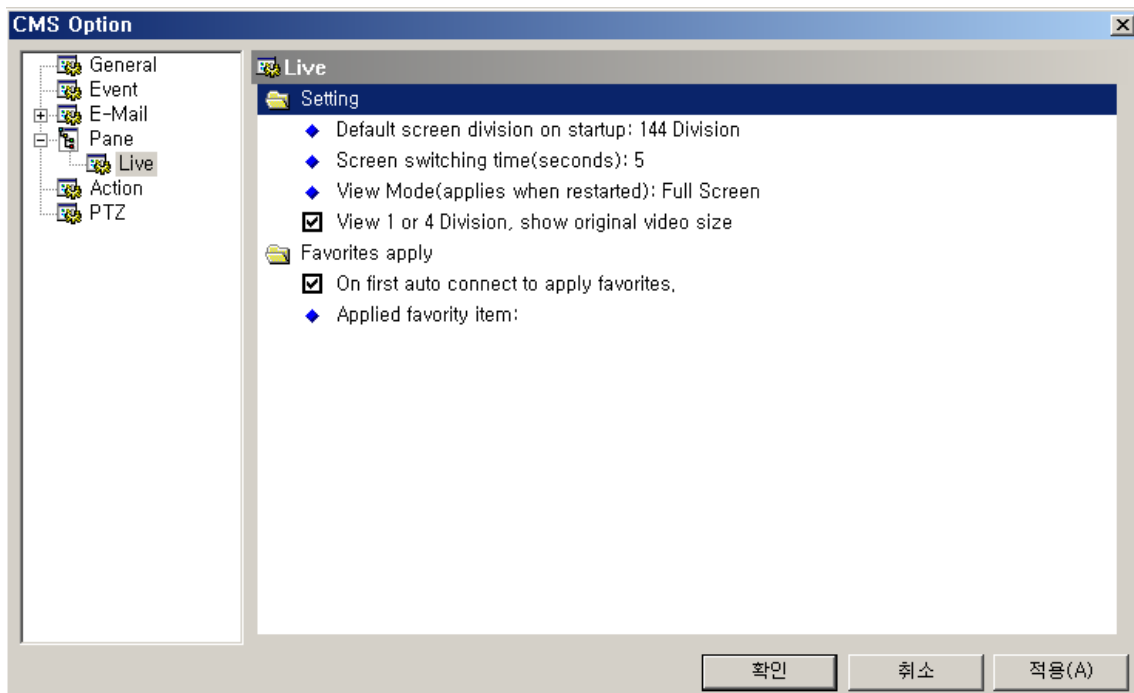 CMS Option
General
Event
E-Mail
Pane
Live
Action
PTZ
Live
Setting
Default screen division on startup: 144 Division
Screen switching time(seconds): 5
View Mode(applies when restarted): Full Screen
View 1 or 4 Division, show original video size
Favorites apply
On first auto connect to apply favorites,
Applied favority item:
확인 취소 적용(A)